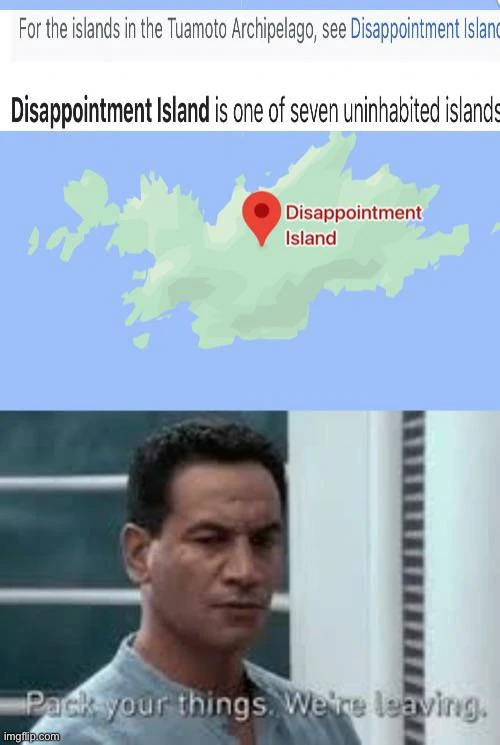 For the islands in the Tuamoto Archipelago, see Disappointment Islan
Disappointment Island is one of seven uninhabited islands
Disappointment
Island
Pack your things. We're leaving.
imgflip.com